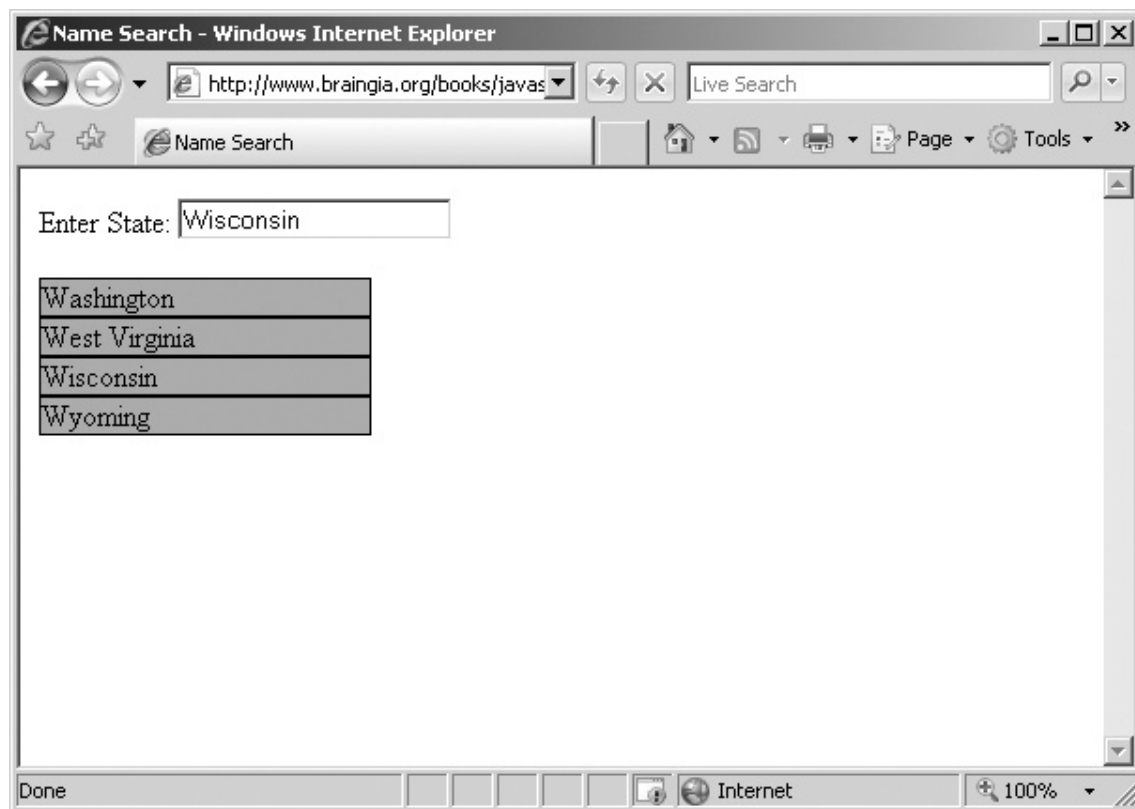 Name Search - Windows Internet Explorer
http://www.braingia.org/books/javas
Live Search
Name Search
Page
Tools
Enter State: Wisconsin
Washington
West Virginia
Wisconsin
Wyoming
Done
Internet
100%